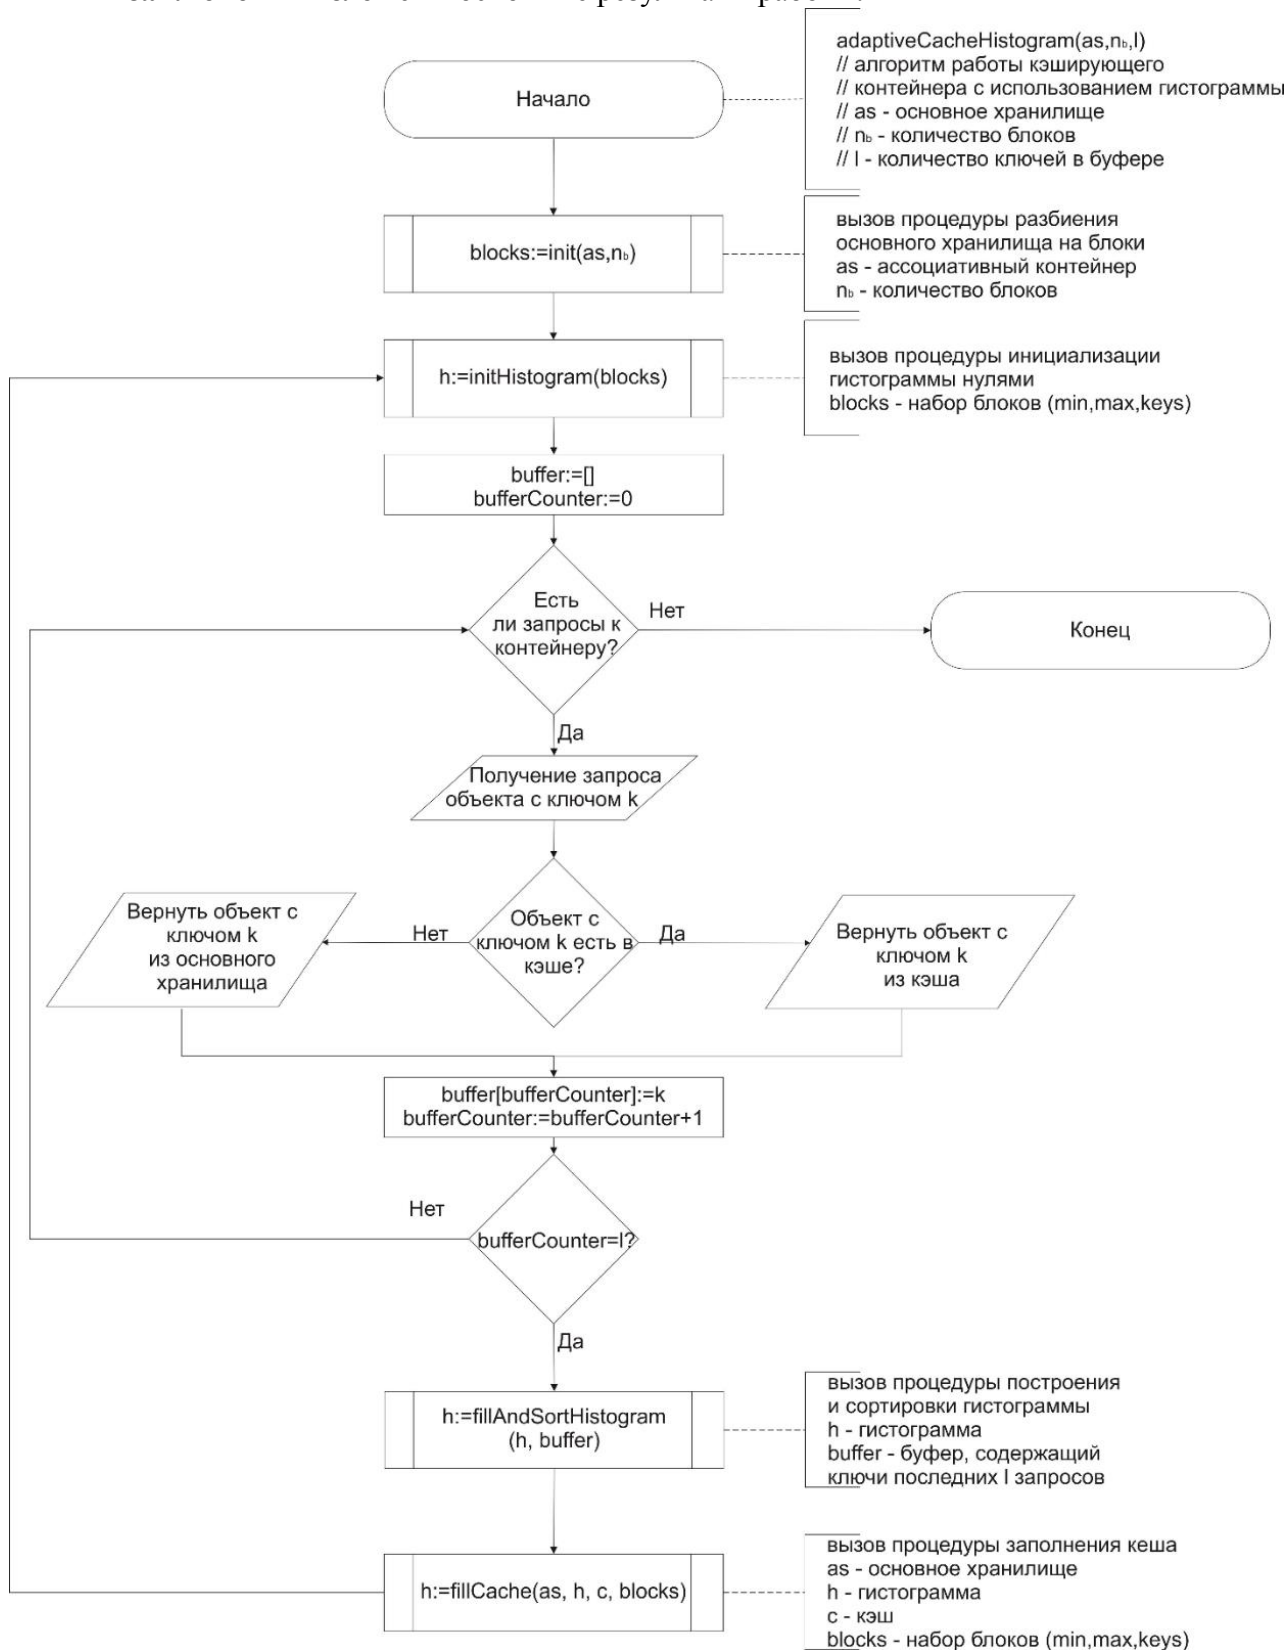 Начало
adaptiveCacheHistogram(as,nь,l)
// алгоритм работы кэширующего
// контейнера с использованием гистограммы
// as - основное хранилище
// nь - количество блоков
// l - количество ключей в буфере
blocks:=init(as,nь)
вызов процедуры разбиения
основного хранилища на блоки
as - ассоциативный контейнер
nь - количество блоков
h:=initHistogram(blocks)
вызов процедуры инициализации
гистограммы нулями
blocks - набор блоков (min,max,keys)
buffer:=[]
bufferCounter:=0
Есть
ли запросы к
контейнеру?
Нет
Конец
Да
Получение запроса
объекта с ключом k
Вернуть объект с
ключом k
из основного
хранилища
Нет
Объект с
ключом k есть в
кэше?
Да
Вернуть объект с
ключом k
из кэша
buffer[bufferCounter]:=k
bufferCounter:=bufferCounter+1
Нет
bufferCounter=l?
Да
h:=fillAndSortHistogram
(h, buffer)
вызов процедуры построения
и сортировки гистограммы
h - гистограмма
buffer - буфер, содержащий
ключи последних l запросов
h:=fillCache(as, h, c, blocks)
вызов процедуры заполнения кеша
as - основное хранилище
h - гистограмма
c - кэш
blocks - набор блоков (min,max,keys)